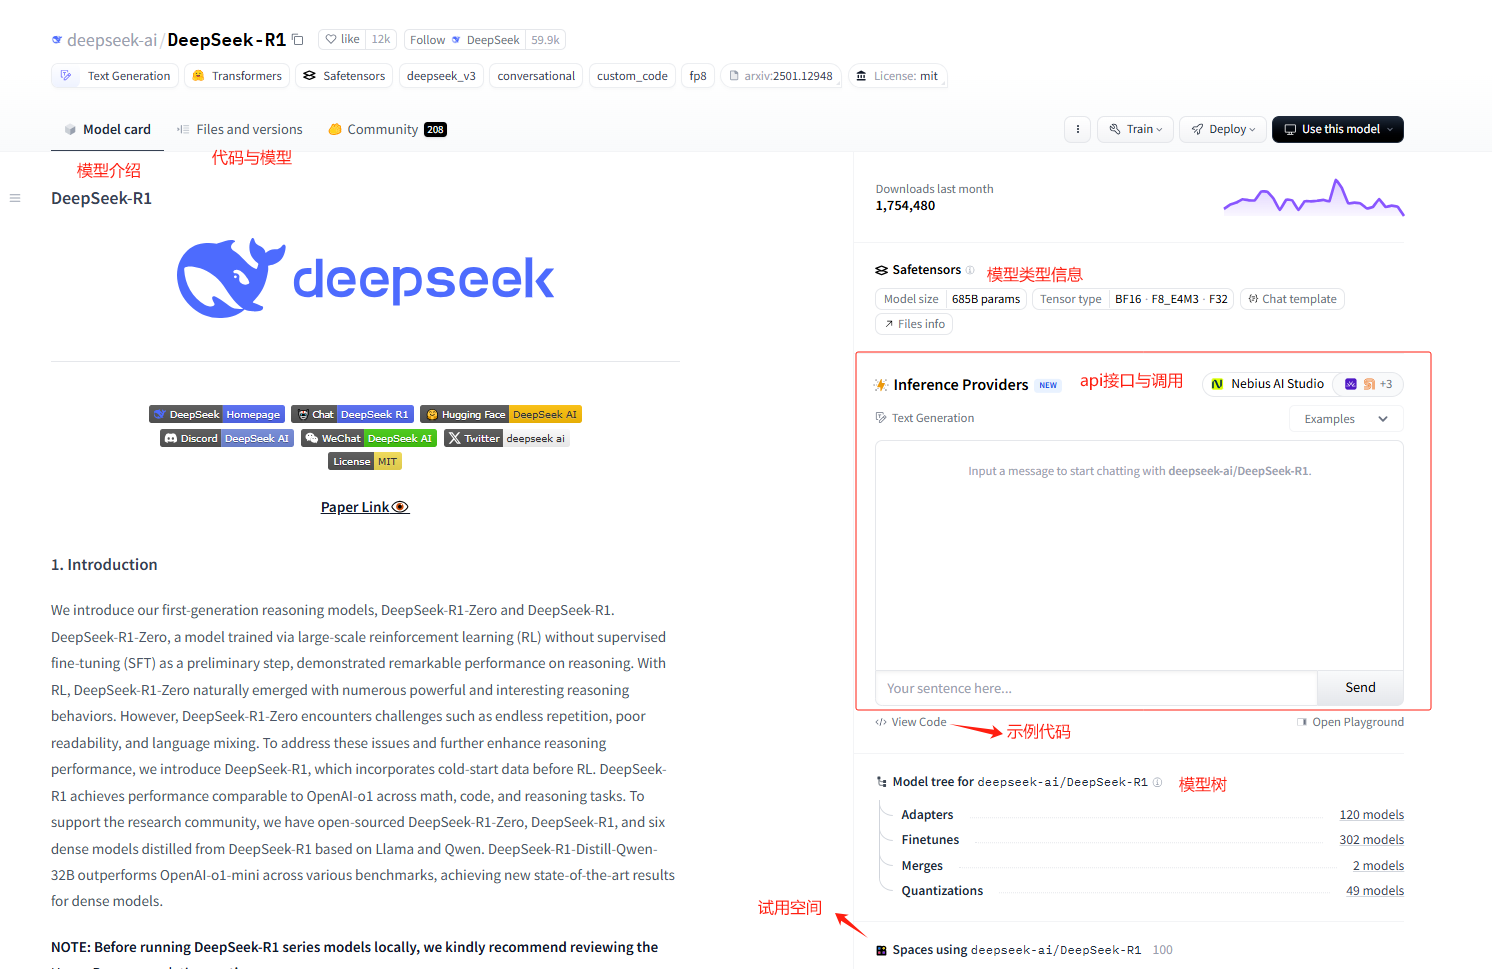 deepseek-ai/DeepSeek-R1 like 12k Follow DeepSeek 59.9k
Text Generation Transformers Safetensors deepseek_v3 conversational custom_code fp8 arxiv:2501.12948 License: mit
Model card Files and versions Community 208 Train Deploy Use this model
模型介绍
代码与模型
DeepSeek-R1
deepseek
DeepSeek Homepage Chat DeepSeek R1 Hugging Face DeepSeek AI
Discord DeepSeek AI WeChat DeepSeek AI Twitter deepseek ai
License MIT
Paper Link
1. Introduction
We introduce our first-generation reasoning models, DeepSeek-R1-Zero and DeepSeek-R1.
DeepSeek-R1-Zero, a model trained via large-scale reinforcement learning (RL) without supervised
fine-tuning (SFT) as a preliminary step, demonstrated remarkable performance on reasoning. With
RL, DeepSeek-R1-Zero naturally emerged with numerous powerful and interesting reasoning
behaviors. However, DeepSeek-R1-Zero encounters challenges such as endless repetition, poor
readability, and language mixing. To address these issues and further enhance reasoning
performance, we introduce DeepSeek-R1, which incorporates cold-start data before RL. DeepSeek-
R1 achieves performance comparable to OpenAI-o1 across math, code, and reasoning tasks. To
support the research community, we have open-sourced DeepSeek-R1-Zero, DeepSeek-R1, and six
dense models distilled from DeepSeek-R1 based on Llama and Qwen. DeepSeek-R1-Distill-Qwen-
32B outperforms OpenAI-o1-mini across various benchmarks, achieving new state-of-the-art results
for dense models.
NOTE: Before running DeepSeek-R1 series models locally, we kindly recommend reviewing the
Downloads last month
1,754,480
Safetensors 模型类型信息
Model size 685B params Tensor type BF16 · F8_E4M3 · F32 Chat template
Files info
Inference Providers NEW api接口与调用 Nebius AI Studio +3
Text Generation Examples
Input a message to start chatting with deepseek-ai/DeepSeek-R1.
Your sentence here... Send
View Code 示例代码 Open Playground
Model tree for deepseek-ai/DeepSeek-R1 模型树
Adapters 120 models
Finetunes 302 models
Merges 2 models
Quantizations 49 models
试用空间
Spaces using deepseek-ai/DeepSeek-R1 100